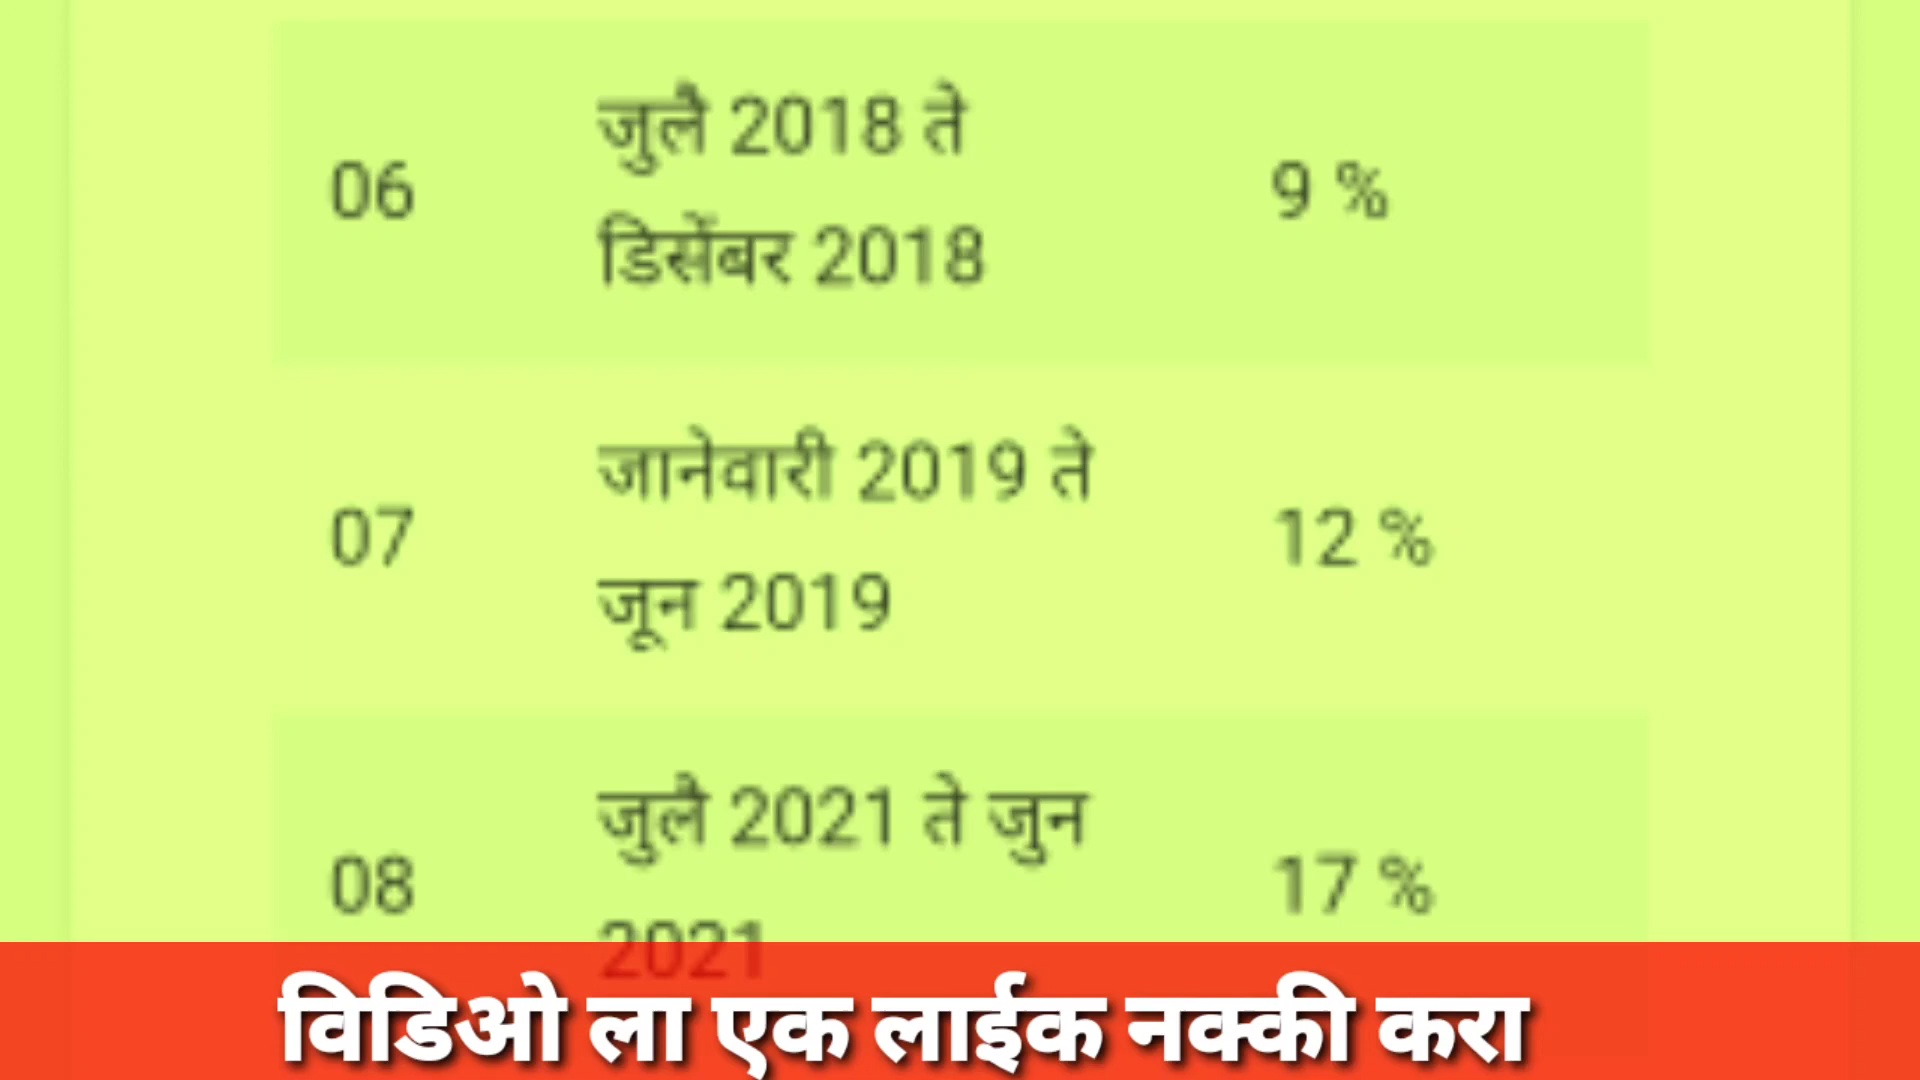 06
जुलै 2018 ते
डिसेंबर 2018
9 %
07
जानेवारी 2019 ते
जून 2019
12 %
08
जुलै 2021 ते जुन
2021
17 %
विडिओ ला एक लाईक नक्की करा